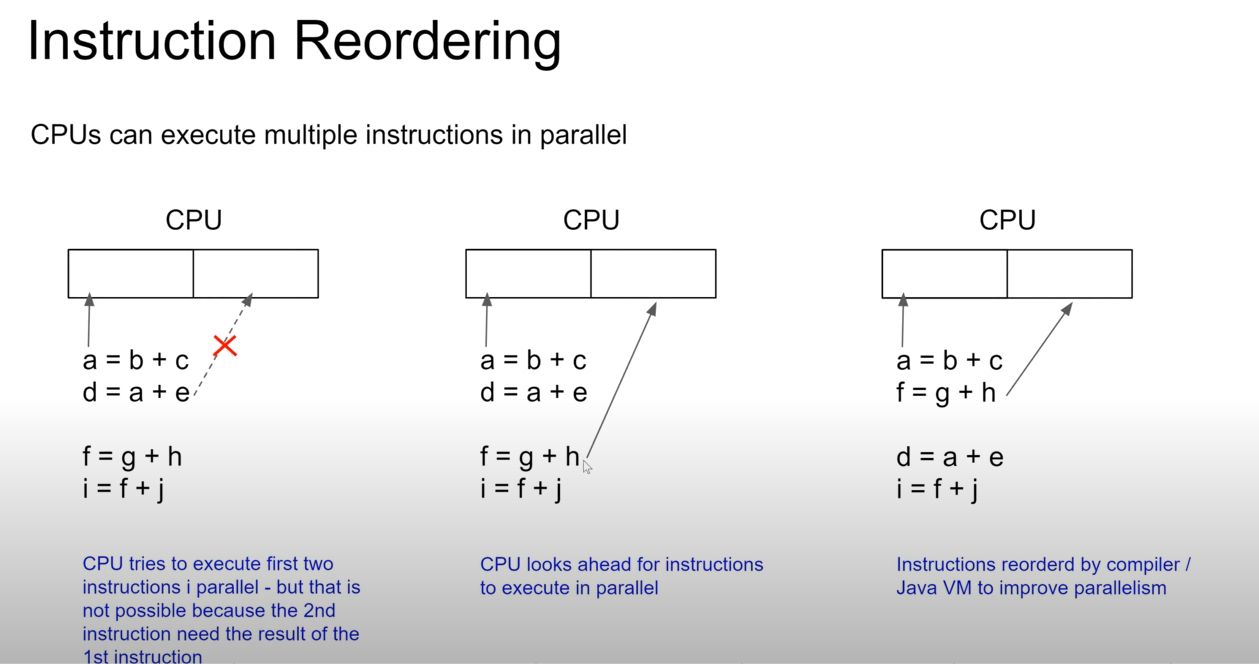 Instruction Reordering
CPUs can execute multiple instructions in parallel
CPU
a = b + c
d = a + e
f = g + h
i = f + j
CPU tries to execute first two
instructions i parallel - but that is
not possible because the 2nd
instruction need the result of the
1st instruction
CPU
a = b + c
d = a + e
f = g + h
i = f + j
CPU looks ahead for instructions
to execute in parallel
CPU
a = b + c
f = g + h
d = a + e
i = f + j
Instructions reorderd by compiler /
Java VM to improve parallelism